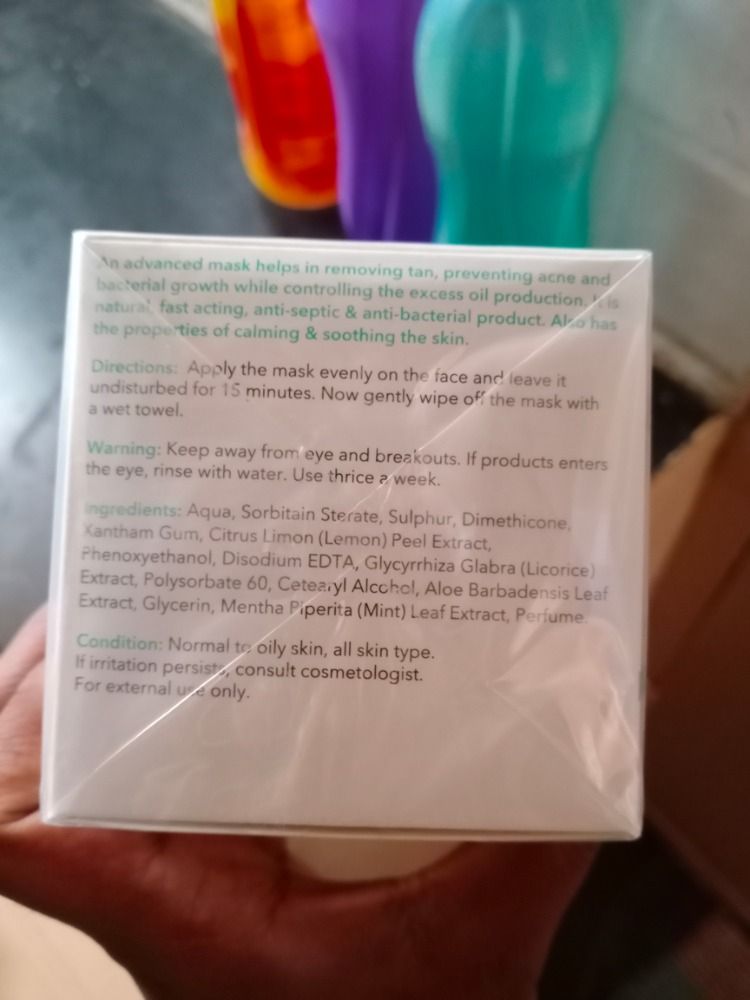 An advanced mask helps in removing tan, preventing acne and
bacterial growth while controlling the excess oil production. It is
natural, fast acting, anti-septic & anti-bacterial product. Also has
the properties of calming & soothing the skin.
Directions: Apply the mask evenly on the face and leave it
undisturbed for 15 minutes. Now gently wipe off the mask with
a wet towel.
Warning: Keep away from eye and breakouts. If products enters
the eye, rinse with water. Use thrice a week.
Ingredients: Aqua, Sorbitain Sterate, Sulphur, Dimethicone,
Xantham Gum, Citrus Limon (Lemon) Peel Extract,
Phenoxyethanol, Disodium EDTA, Glycyrrhiza Glabra (Licorice)
Extract, Polysorbate 60, Cetearyl Alcohol, Aloe Barbadensis Leaf
Extract, Glycerin, Mentha Piperita (Mint) Leaf Extract, Perfume.
Condition: Normal to oily skin, all skin type.
If irritation persists, consult cosmetologist.
For external use only.